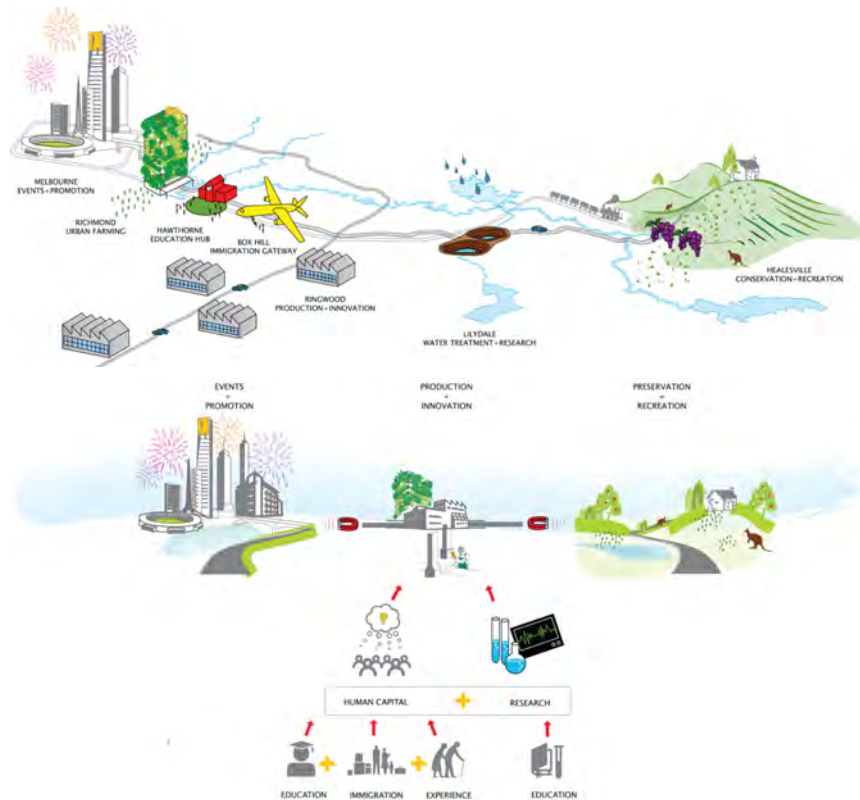 MELBOURNE
EVENTS+PROMOTION
RICHMOND
URBAN FARMING
HAWTHORNE
EDUCATION HUB
BOX HILL
IMMIGRATION GATEWAY
RINGWOOD
PRODUCTION+INNOVATION
LILYDALE
WATER TREATMENT+RESEARCH
HEALESVILLE
CONSERVATION+RECREATION
EVENTS
+
PROMOTION
PRODUCTION
+
INNOVATION
PRESERVATION
+
RECREATION
HUMAN CAPITAL + RESEARCH
EDUCATION
IMMIGRATION
EXPERIENCE
EDUCATION